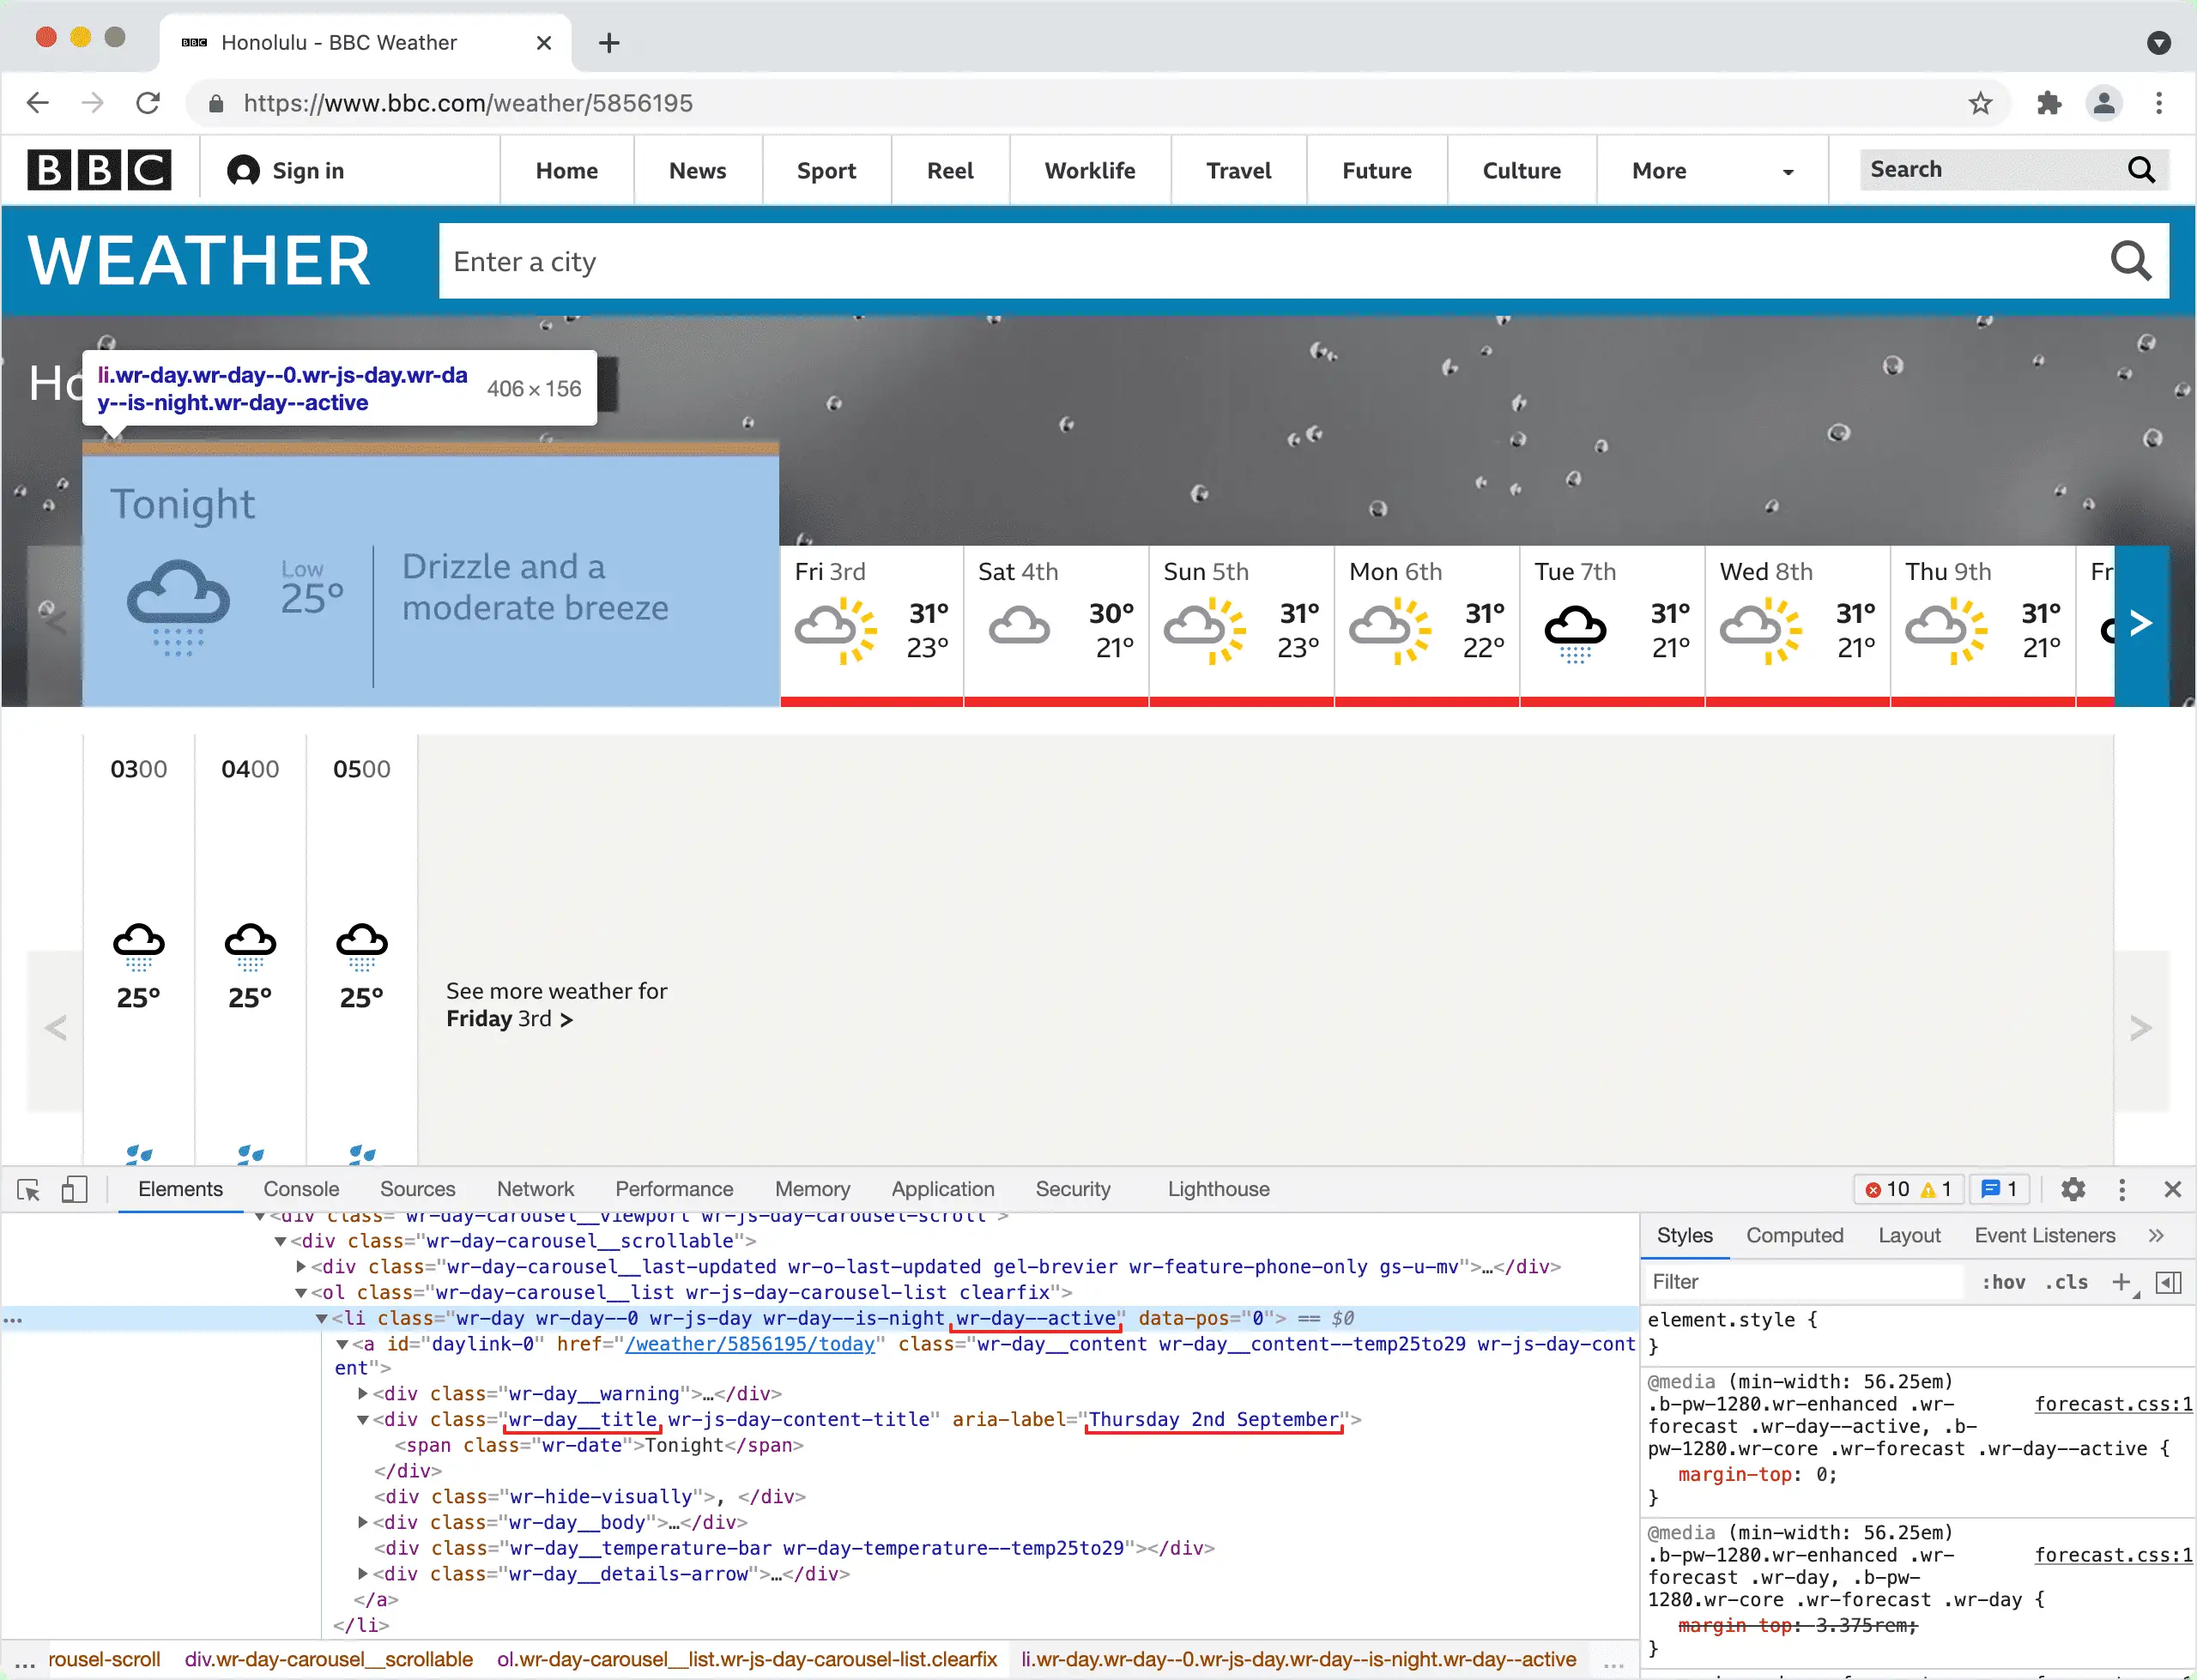 BBC Honolulu - BBC Weather
https://www.bbc.com/weather/5856195
BBC Sign in Home News Sport Reel Worklife Travel Future Culture More Search
WEATHER Enter a city
Ho
li.wr-day.wr-day--0.wr-js-day.wr-da
y--is-night.wr-day--active
406 × 156
Tonight
Low
25°
Drizzle and a
moderate breeze
Fri 3rd
31°
23°
Sat 4th
30°
21°
Sun 5th
31°
23°
Mon 6th
31°
22°
Tue 7th
31°
21°
Wed 8th
31°
21°
Thu 9th
31°
21°
Fr
0300 0400 0500
25° 25° 25°
See more weather for
Friday 3rd >
Elements Console Sources Network Performance Memory Application Security Lighthouse 10 1 1
<div class="wr-day-carousel__viewport wr-js-day-carousel-scroll">
<div class="wr-day-carousel__scrollable">
<div class="wr-day-carousel__last-updated wr-o-last-updated gel-brevier wr-feature-phone-only gs-u-mv">…</div>
<ol class="wr-day-carousel__list wr-js-day-carousel-list clearfix">
<li class="wr-day wr-day--0 wr-js-day wr-day--is-night wr-day--active" data-pos="0"> == $0
<a id="daylink-0" href="/weather/5856195/today" class="wr-day__content wr-day__content--temp25to29 wr-js-day-cont
ent">
<div class="wr-day__warning">…</div>
<div class="wr-day__title wr-js-day-content-title" aria-label="Thursday 2nd September">
<span class="wr-date">Tonight</span>
</div>
<div class="wr-hide-visually">, </div>
<div class="wr-day__body">…</div>
<div class="wr-day__temperature-bar wr-day-temperature--temp25to29"></div>
<div class="wr-day__details-arrow">…</div>
</a>
</li>
… rousel-scroll div.wr-day-carousel__scrollable ol.wr-day-carousel__list.wr-js-day-carousel-list.clearfix li.wr-day.wr-day--0.wr-js-day.wr-day--is-night.wr-day--active …
Styles Computed Layout Event Listeners »
Filter :hov .cls +
element.style {
}
@media (min-width: 56.25em)
.b-pw-1280.wr-enhanced .wr- forecast.css:1
forecast .wr-day--active, .b-
pw-1280.wr-core .wr-forecast .wr-day--active {
margin-top: 0;
}
@media (min-width: 56.25em)
.b-pw-1280.wr-enhanced .wr- forecast.css:1
forecast .wr-day, .b-pw-
1280.wr-core .wr-forecast .wr-day {
margin-top: 3.375rem;
}